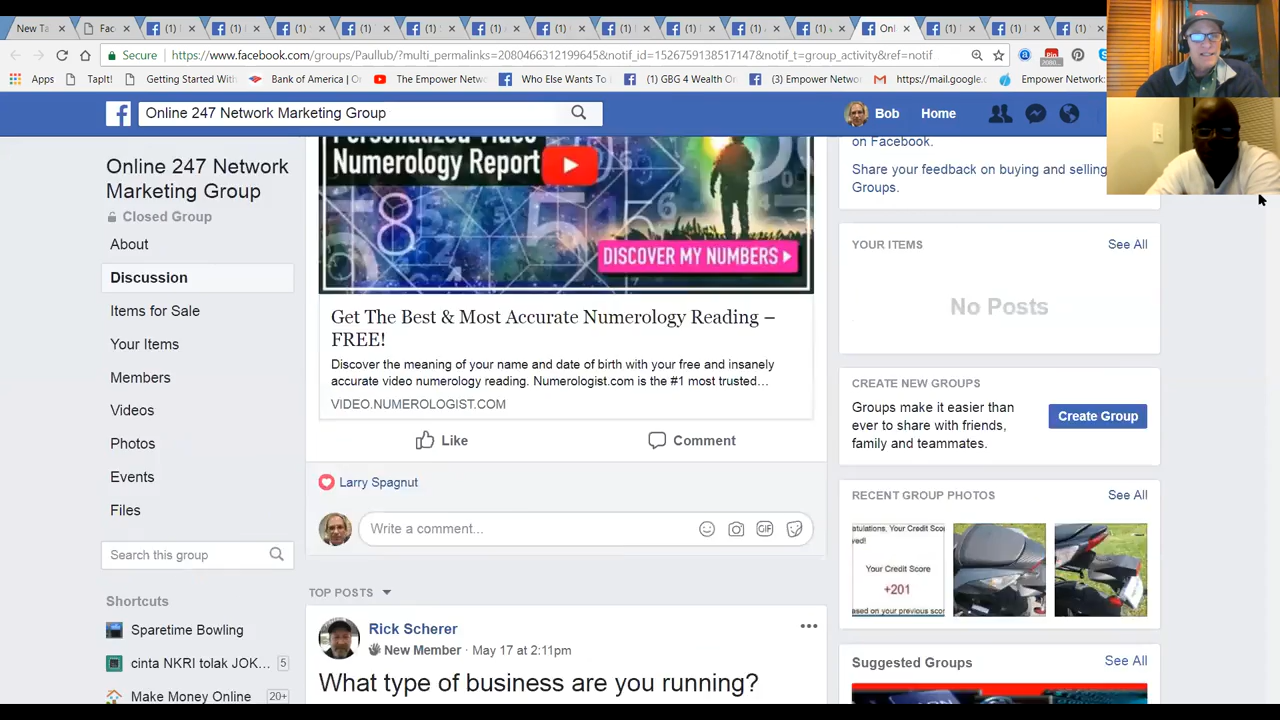 New Ta
Fac
(1)
(1)
(1)
(1)
(1)
(1)
(1)
(1)
(1)
(1)
(1)
Onl
(1)
(1)
(1)
Secure
https://www.facebook.com/groups/Paullub/?multi_permalinks=2080466312199645&notif_id=1526759138517147&notif_t=group_activity&ref=notif
Apps
TapIt!
Getting Started With
Bank of America
The Empower Netw
Who Else Wants To
(1) GBG 4 Wealth On
(3) Empower Networ
https://mail.google.c
Empower Network:
Online 247 Network Marketing Group
Bob
Home
Online 247 Network
Marketing Group
Closed Group
About
Discussion
Items for Sale
Your Items
Members
Videos
Photos
Events
Files
Search this group
Shortcuts
Sparetime Bowling
cinta NKRI tolak JOK...
5
Make Money Online
20+
Personalized Video
Numerology Report
DISCOVER MY NUMBERS
Get The Best & Most Accurate Numerology Reading –
FREE!
Discover the meaning of your name and date of birth with your free and insanely
accurate video numerology reading. Numerologist.com is the #1 most trusted…
VIDEO.NUMEROLOGIST.COM
Like
Comment
Larry Spagnut
Write a comment...
GIF
TOP POSTS
Rick Scherer
New Member · May 17 at 2:11pm
What type of business are you running?
on Facebook.
Share your feedback on buying and selling
Groups.
YOUR ITEMS
See All
No Posts
CREATE NEW GROUPS
Groups make it easier than
ever to share with friends,
family and teammates.
Create Group
RECENT GROUP PHOTOS
See All
Your Credit Sco
Your Credit Score
+201
Suggested Groups
See All